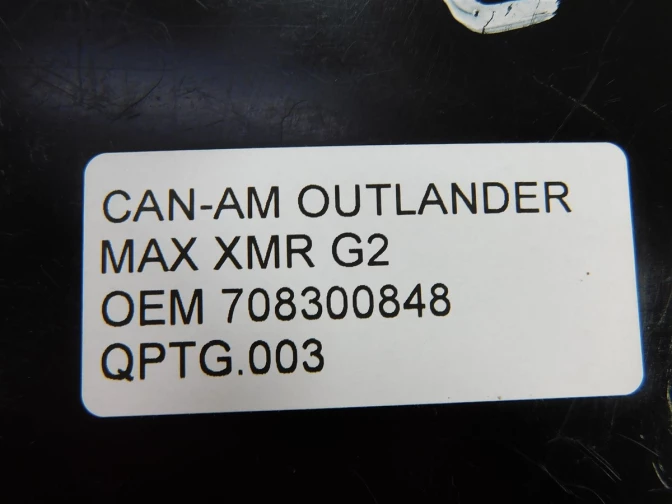 CAN-AM OUTLANDER
MAX XMR G2
OEM 708300848
QPTG.003